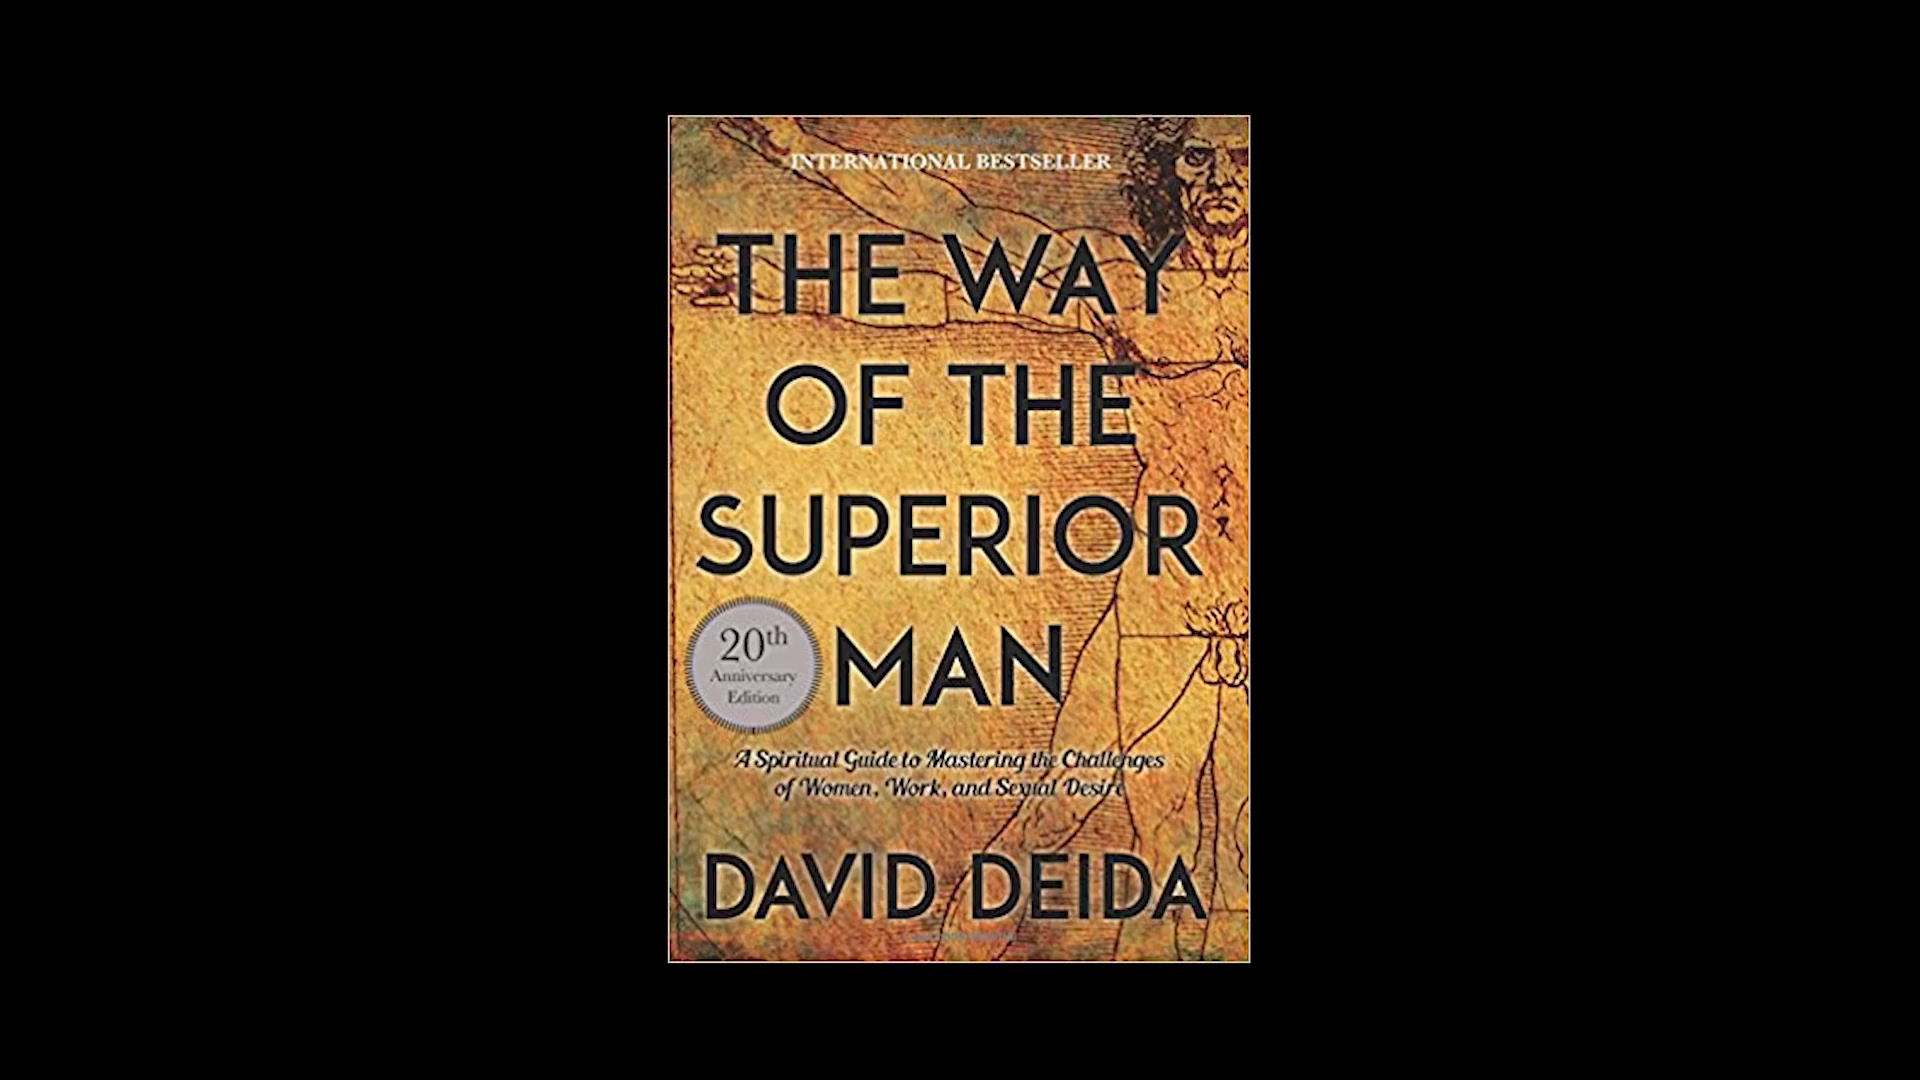 INTERNATIONAL BESTSELLER
THE WAY
OF THE
SUPERIOR
MAN
20th
Anniversary
Edition
A Spiritual Guide to Mastering the Challenges
of Women, Work, and Sexual Desire
DAVID DEIDA